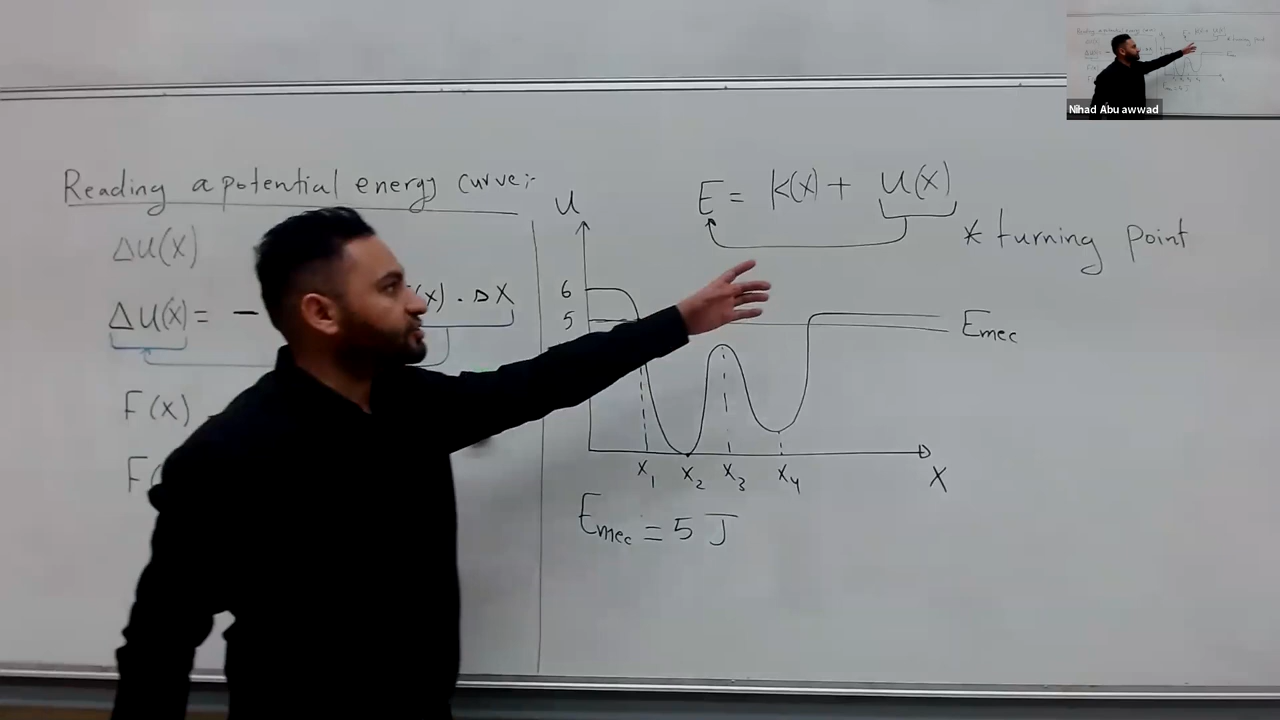 Reading a potential energy curve:-
ΔU(x)
ΔU(x) = - (x) . Δx
F(x)
F(
E = K(x) + U(x)
* turning point
U
6
5
Emec
x1 x2 x3 x4
X
Emec = 5 J
Nihad Abu awwad